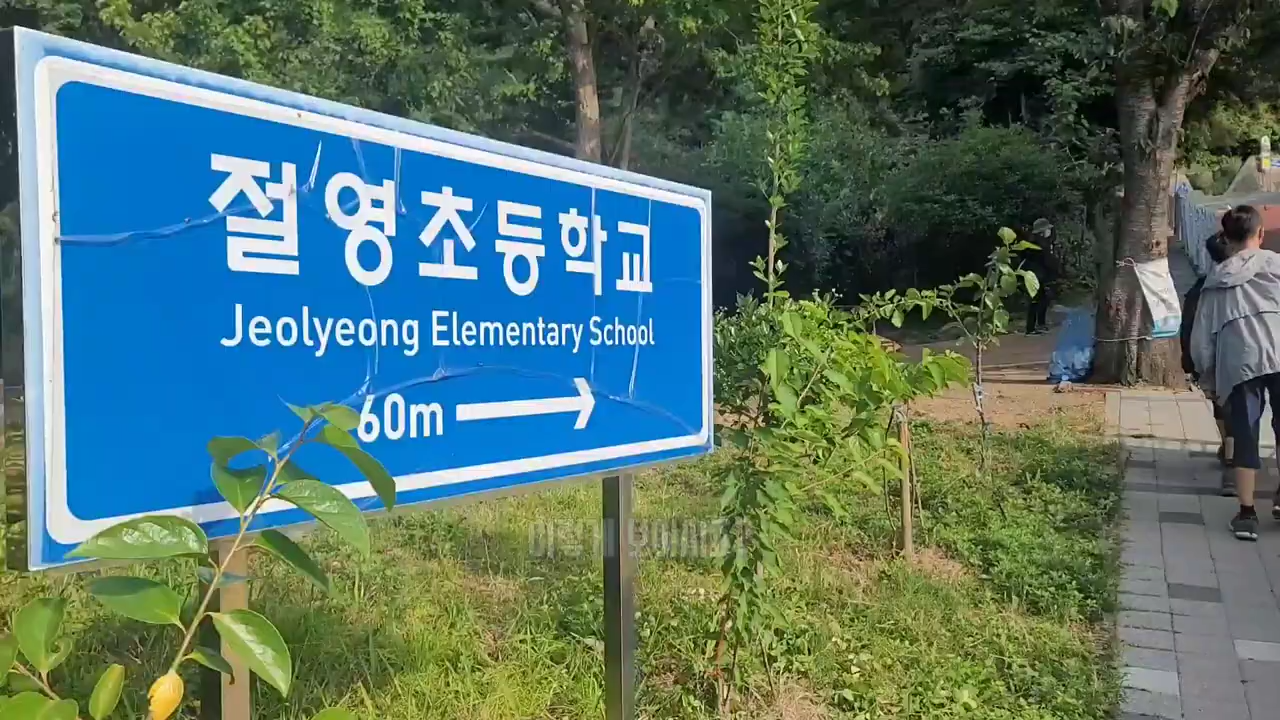 절영초등학교
Jeolyeong Elementary School
60m